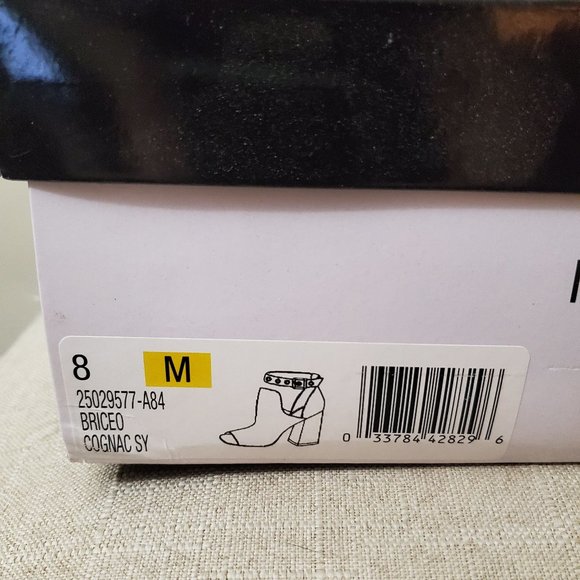 8 M
25029577-A84
BRICEO
COGNAC SY
0 33784 42829 6